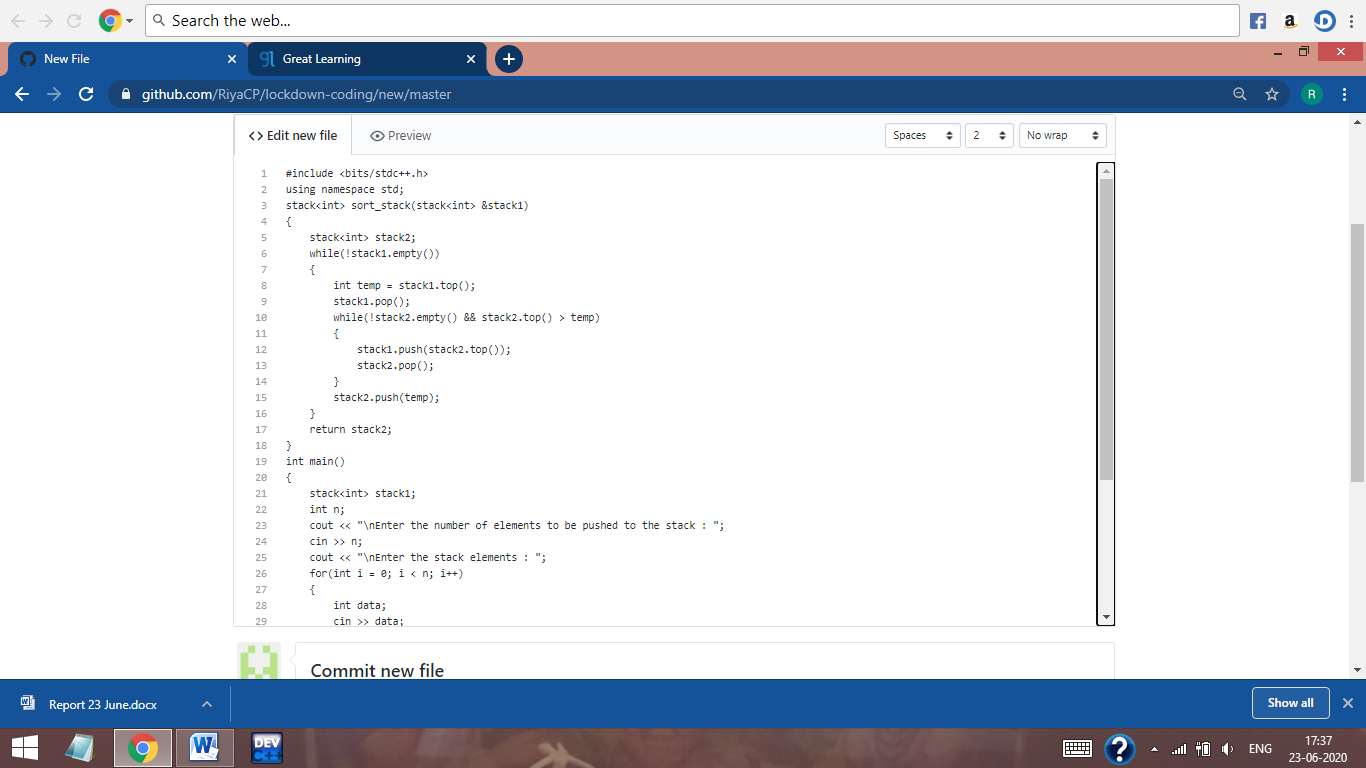 Search the web...
New File
Great Learning
github.com/RiyaCP/lockdown-coding/new/master
R
<> Edit new file
Preview
Spaces
2
No wrap
1 #include <bits/stdc++.h>
2 using namespace std;
3 stack<int> sort_stack(stack<int> &stack1)
4 {
5     stack<int> stack2;
6     while(!stack1.empty())
7     {
8         int temp = stack1.top();
9         stack1.pop();
10         while(!stack2.empty() && stack2.top() > temp)
11         {
12             stack1.push(stack2.top());
13             stack2.pop();
14         }
15         stack2.push(temp);
16     }
17     return stack2;
18 }
19 int main()
20 {
21     stack<int> stack1;
22     int n;
23     cout << "\nEnter the number of elements to be pushed to the stack : ";
24     cin >> n;
25     cout << "\nEnter the stack elements : ";
26     for(int i = 0; i < n; i++)
27     {
28         int data;
29         cin >> data;
Commit new file
Report 23 June.docx
Show all
DEV C++
ENG
17:37
23-06-2020